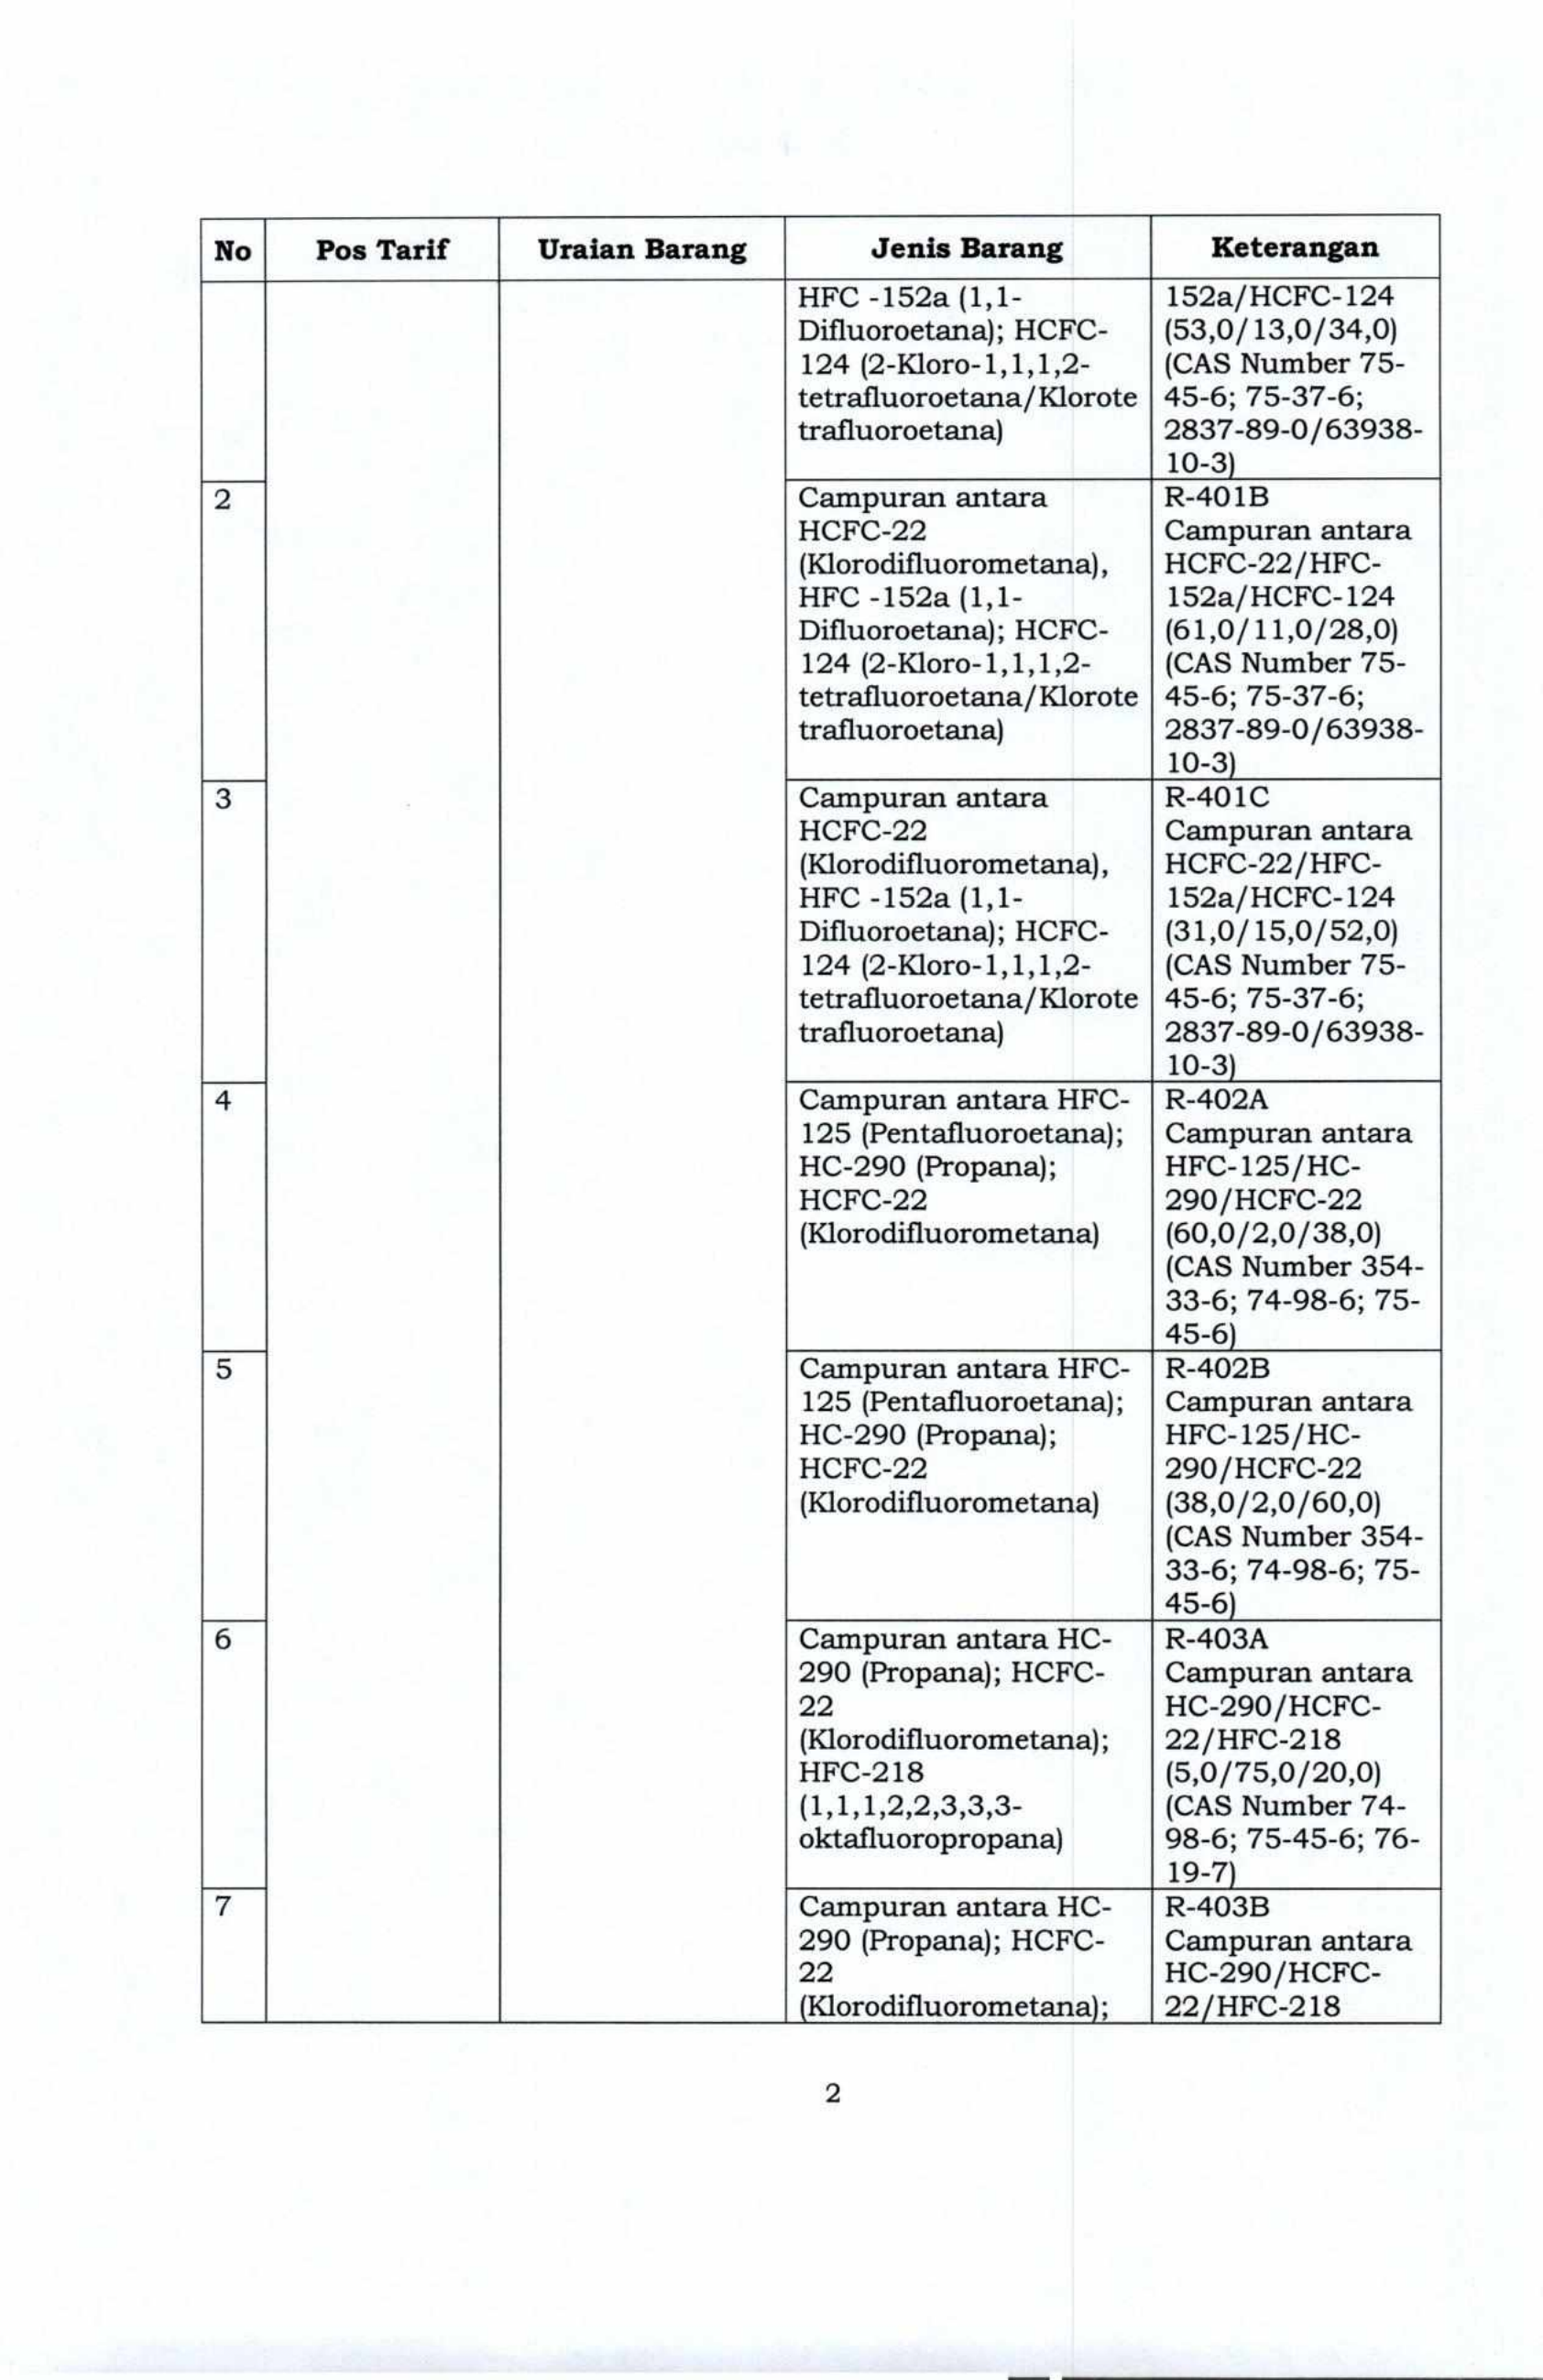 No Pos Tarif Uraian Barang Jenis Barang Keterangan
HFC -152a (1,1-
Difluoroetana); HCFC-
124 (2-Kloro-1,1,1,2-
tetrafluoroetana/Klorote
trafluoroetana)
152a/HCFC-124
(53,0/13,0/34,0)
(CAS Number 75-
45-6; 75-37-6;
2837-89-0/63938-
10-3)
2
Campuran antara
HCFC-22
(Klorodifluorometana),
HFC -152a (1,1-
Difluoroetana); HCFC-
124 (2-Kloro-1,1,1,2-
tetrafluoroetana/Klorote
trafluoroetana)
R-401B
Campuran antara
HCFC-22/HFC-
152a/HCFC-124
(61,0/11,0/28,0)
(CAS Number 75-
45-6; 75-37-6;
2837-89-0/63938-
10-3)
3
Campuran antara
HCFC-22
(Klorodifluorometana),
HFC -152a (1,1-
Difluoroetana); HCFC-
124 (2-Kloro-1,1,1,2-
tetrafluoroetana/Klorote
trafluoroetana)
R-401C
Campuran antara
HCFC-22/HFC-
152a/HCFC-124
(31,0/15,0/52,0)
(CAS Number 75-
45-6; 75-37-6;
2837-89-0/63938-
10-3)
4
Campuran antara HFC-
125 (Pentafluoroetana);
HC-290 (Propana);
HCFC-22
(Klorodifluorometana)
R-402A
Campuran antara
HFC-125/HC-
290/HCFC-22
(60,0/2,0/38,0)
(CAS Number 354-
33-6; 74-98-6; 75-
45-6)
5
Campuran antara HFC-
125 (Pentafluoroetana);
HC-290 (Propana);
HCFC-22
(Klorodifluorometana)
R-402B
Campuran antara
HFC-125/HC-
290/HCFC-22
(38,0/2,0/60,0)
(CAS Number 354-
33-6; 74-98-6; 75-
45-6)
6
Campuran antara HC-
290 (Propana); HCFC-
22
(Klorodifluorometana);
HFC-218
(1,1,1,2,2,3,3,3-
oktafluoropropana)
R-403A
Campuran antara
HC-290/HCFC-
22/HFC-218
(5,0/75,0/20,0)
(CAS Number 74-
98-6; 75-45-6; 76-
19-7)
7
Campuran antara HC-
290 (Propana); HCFC-
22
(Klorodifluorometana);
R-403B
Campuran antara
HC-290/HCFC-
22/HFC-218
2